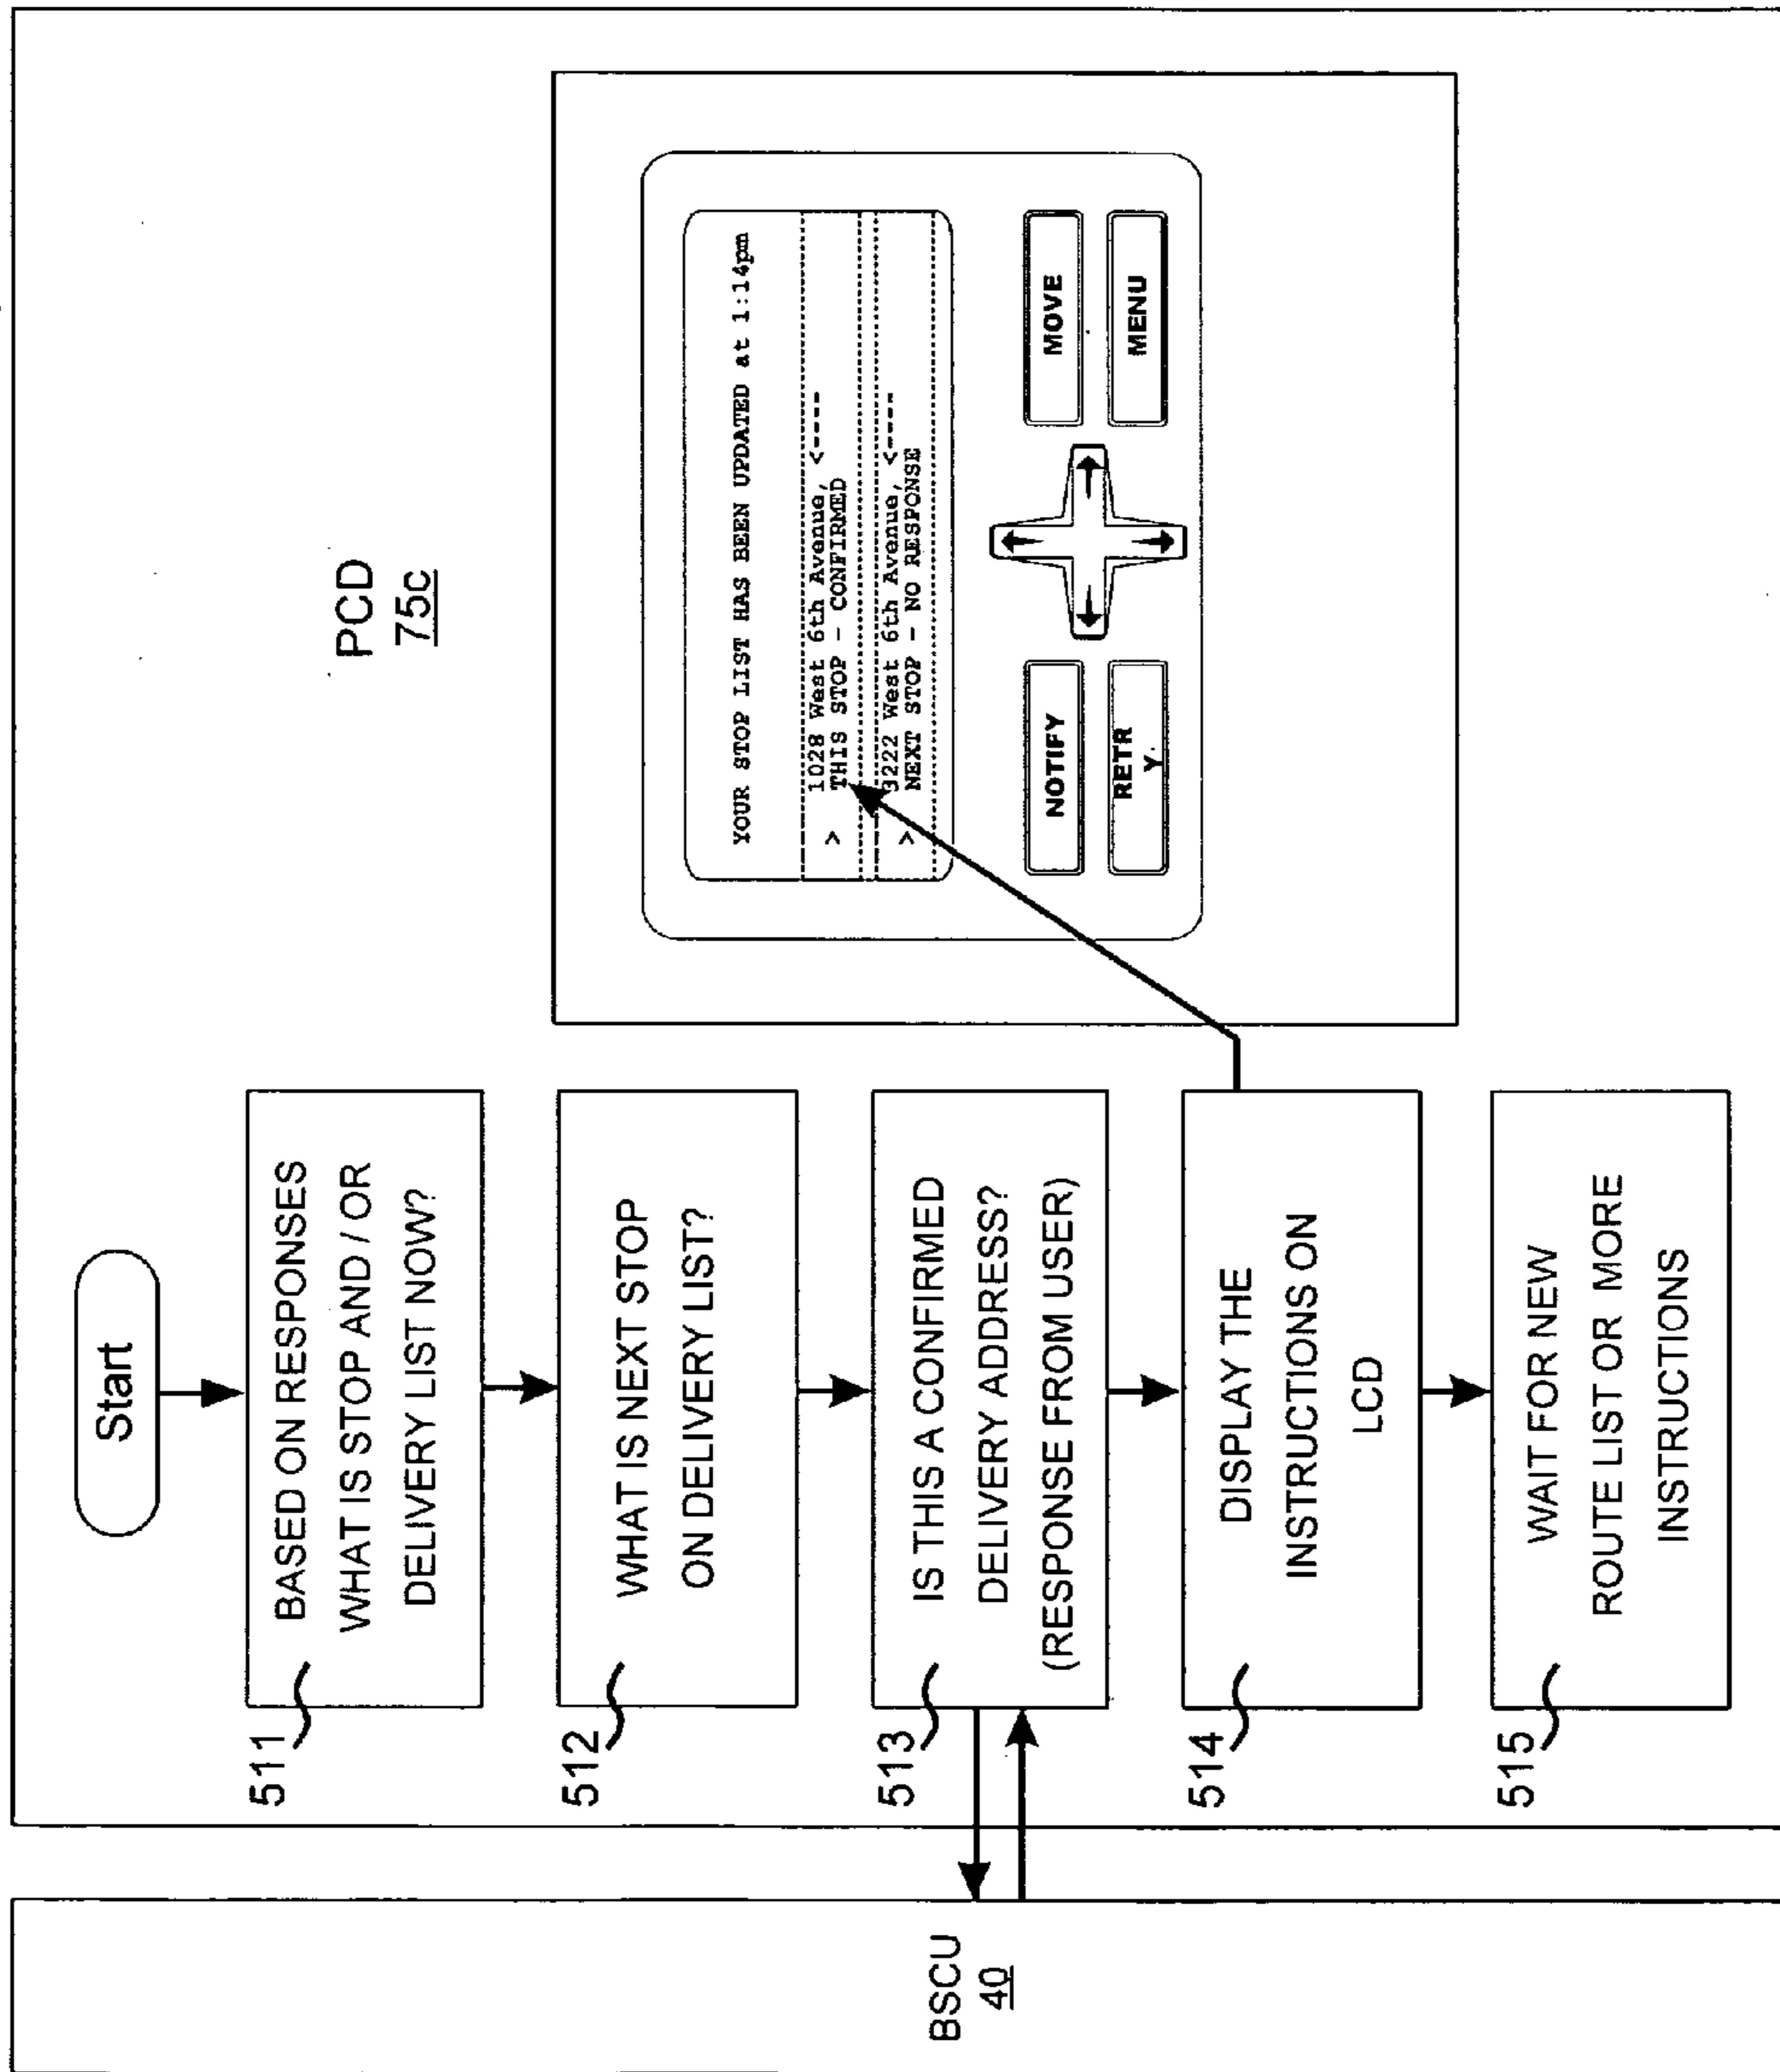 PCD
75c
Start
511
BASED ON RESPONSES
WHAT IS STOP AND / OR
DELIVERY LIST NOW?
512
WHAT IS NEXT STOP
ON DELIVERY LIST?
513
IS THIS A CONFIRMED
DELIVERY ADDRESS?
(RESPONSE FROM USER)
514
DISPLAY THE
INSTRUCTIONS ON
LCD
515
WAIT FOR NEW
ROUTE LIST OR MORE
INSTRUCTIONS
BSCU
40
YOUR STOP LIST HAS BEEN UPDATED at 1:14pm
> 1028 West 6th Avenue, <----
THIS STOP - CONFIRMED
> 3222 West 6th Avenue, <----
NEXT STOP - NO RESPONSE
NOTIFY
MOVE
RETR
Y
MENU